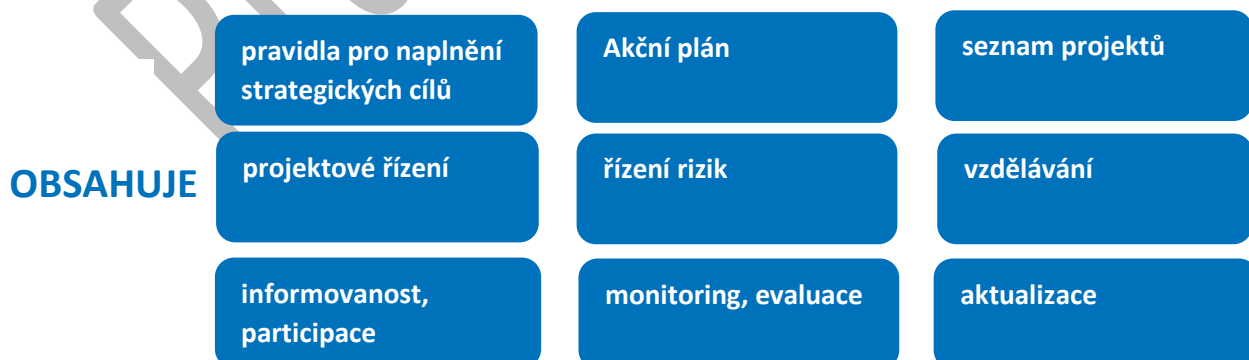 pravidla pro naplnění
strategických cílů
Akční plán
seznam projektů
OBSAHUJE
projektové řízení
řízení rizik
vzdělávání
informovanost,
participace
monitoring, evaluace
aktualizace